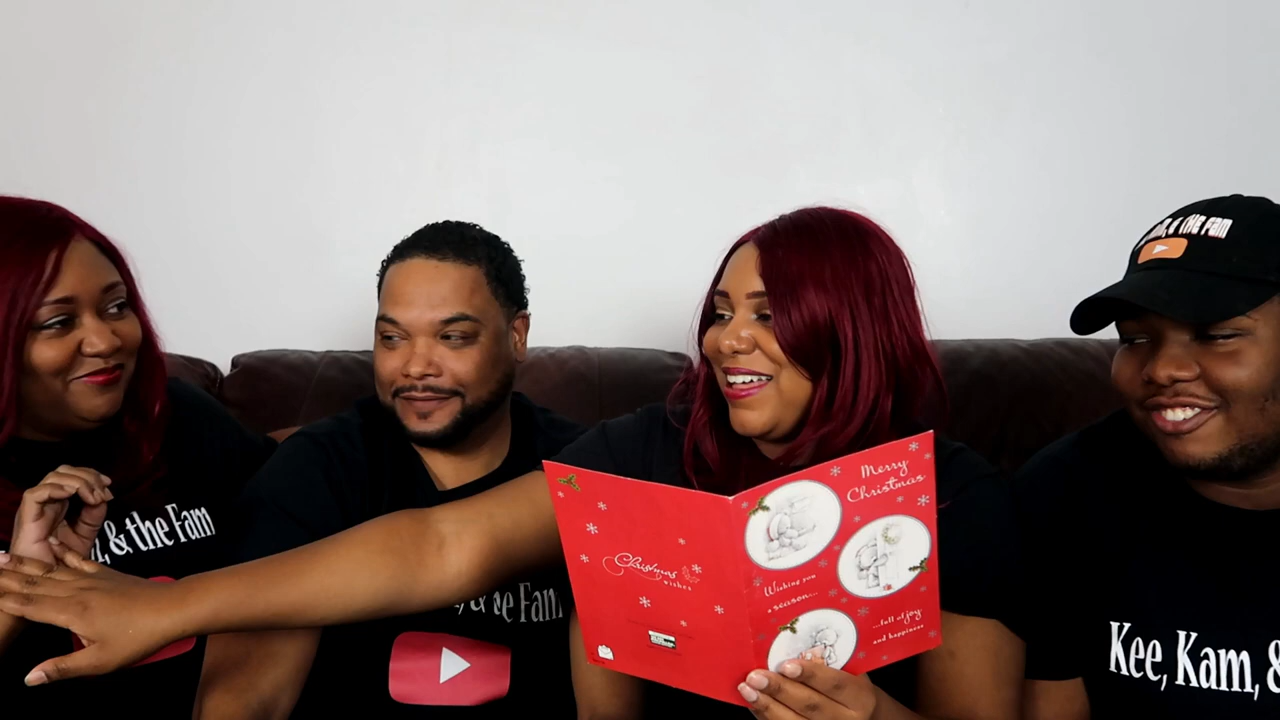 , & the Fam
, & the Fam
Christmas
wishes
Merry
Christmas
Wishing you
a season...
...full of joy
and happiness
& THE FAM
Kee, Kam, &